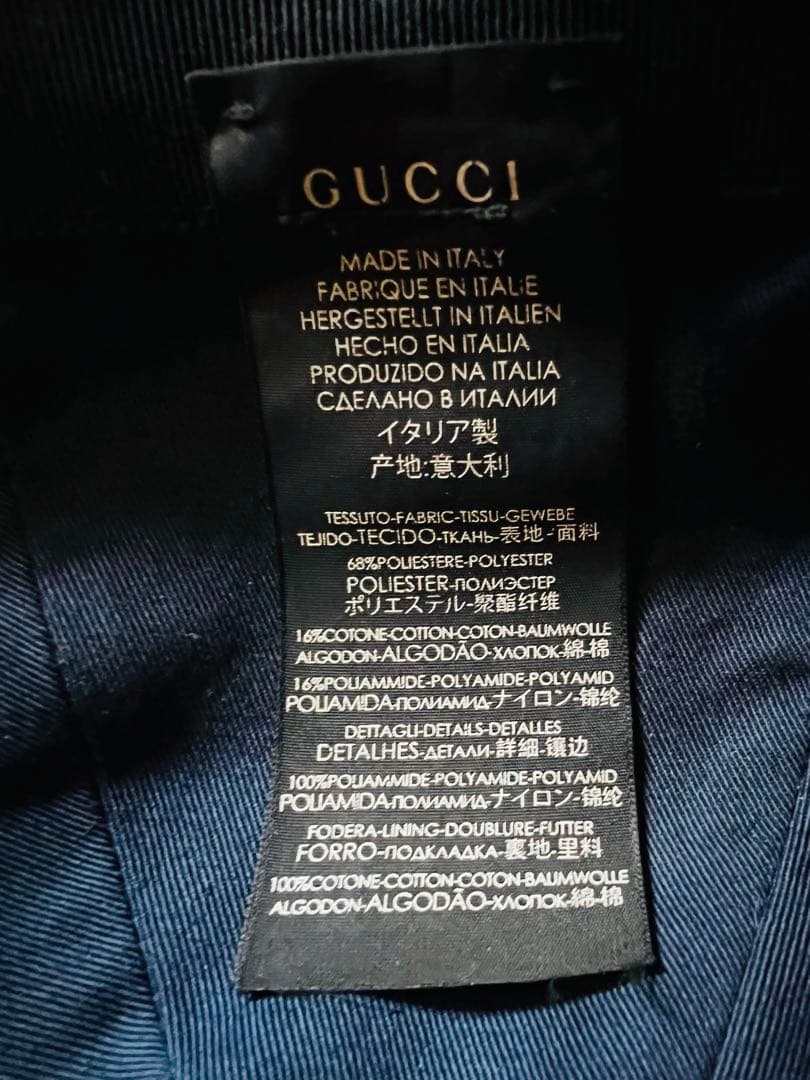 GUCCI
MADE IN ITALY
FABRIQUE EN ITALIE
HERGESTELLT IN ITALIEN
HECHO EN ITALIA
PRODUZIDO NA ITALIA
СДЕЛАНО В ИТАЛИИ
イタリア製
产地:意大利
TESSUTO-FABRIC-TISSU-GEWEBE
TEJIDO-TECIDO-ТКАНЬ-表地-面料
68%POLIESTERE-POLYESTER
POLIESTER-ПОЛИЭСТЕР
ポリエステル-聚酯纤维
16%COTONE-COTTON-COTON-BAUMWOLLE
ALGODON-ALGODÃO-ХЛОПОК-綿-棉
16%POLIAMMIDE-POLYAMIDE-POLYAMID
POLIAMIDA-ПОЛИАМИД-ナイロン-锦纶
DETTAGLI-DETAILS-DETALLES
DETALHES-ДЕТАЛИ-詳細-镶边
100%POLIAMMIDE-POLYAMIDE-POLYAMID
POLIAMIDA-ПОЛИАМИД-ナイロン-锦纶
FODERA-LINING-DOUBLURE-FUTTER
FORRO-ПОДКЛАДКА-裏地-里料
100%COTONE-COTTON-COTON-BAUMWOLLE
ALGODON-ALGODÃO-ХЛОПОК-綿-棉